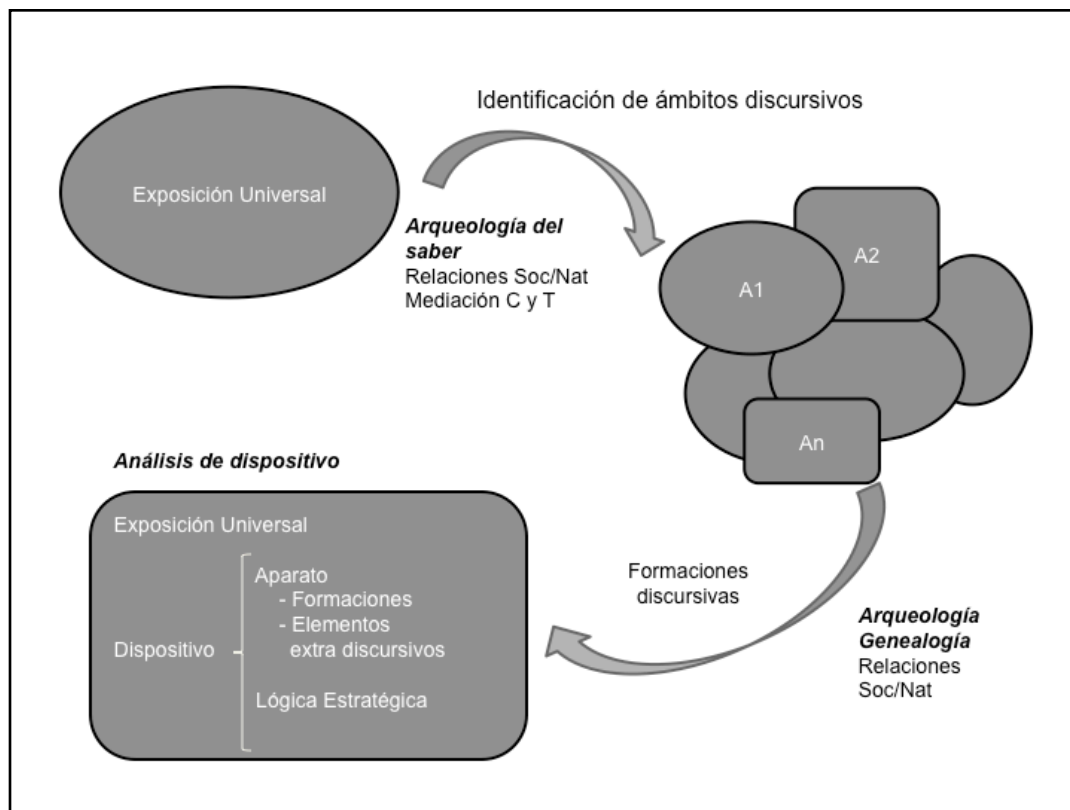 Identificación de ámbitos discursivos
Exposición Universal
Arqueología del
saber
Relaciones Soc/Nat
Mediación C y T
A2
A1
An
Análisis de dispositivo
Exposición Universal
Aparato
- Formaciones
- Elementos
extra discursivos
Dispositivo
Lógica Estratégica
Formaciones
discursivas
Arqueología
Genealogía
Relaciones
Soc/Nat